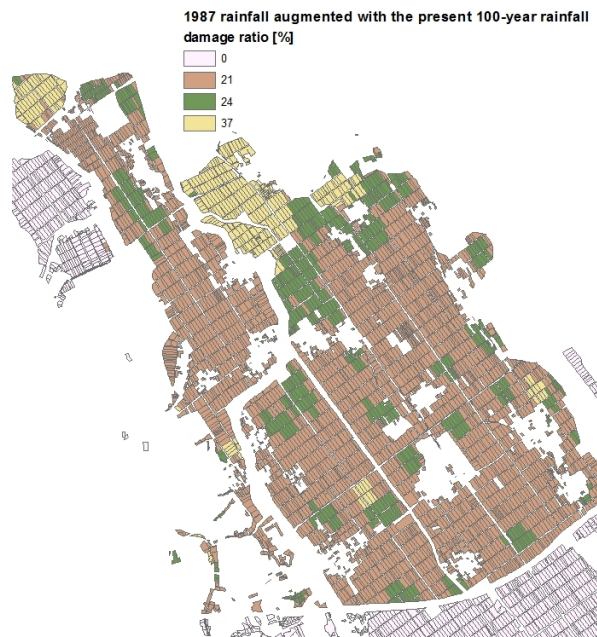 1987 rainfall augmented with the present 100-year rainfall
damage ratio [%]
0
21
24
37